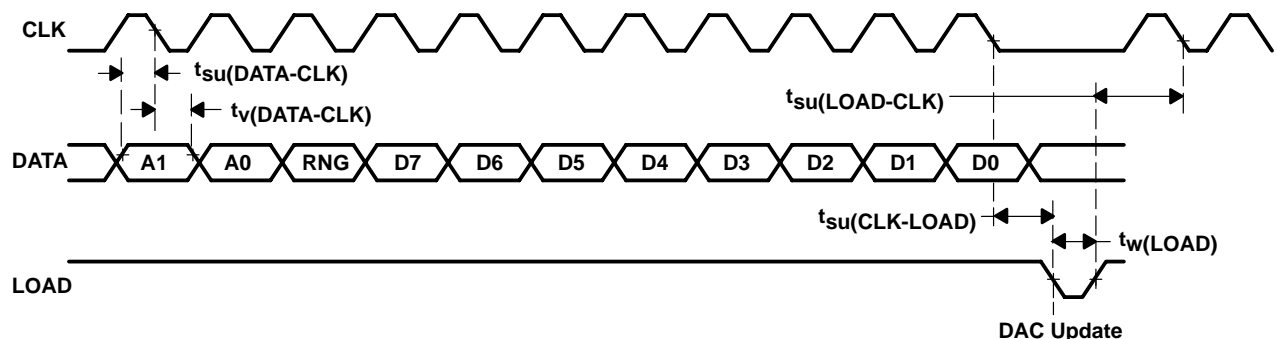 CLK
tsu(DATA-CLK)
tsu(LOAD-CLK)
tv(DATA-CLK)
DATA A1 A0 RNG D7 D6 D5 D4 D3 D2 D1 D0
tsu(CLK-LOAD)
tw(LOAD)
LOAD
DAC Update